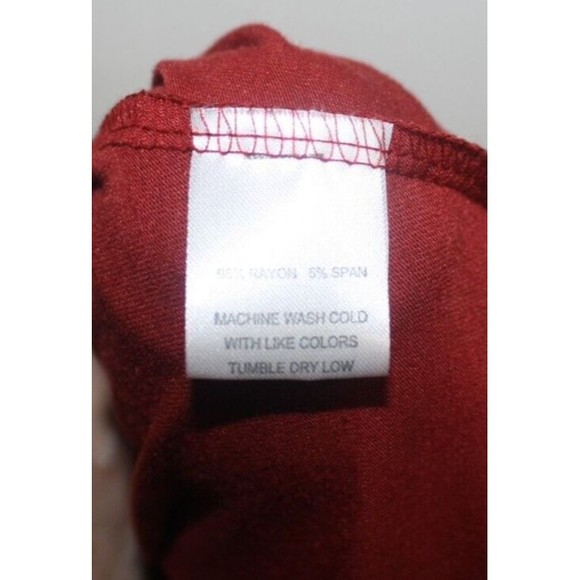 95% RAYON 5% SPAN
MACHINE WASH COLD
WITH LIKE COLORS
TUMBLE DRY LOW